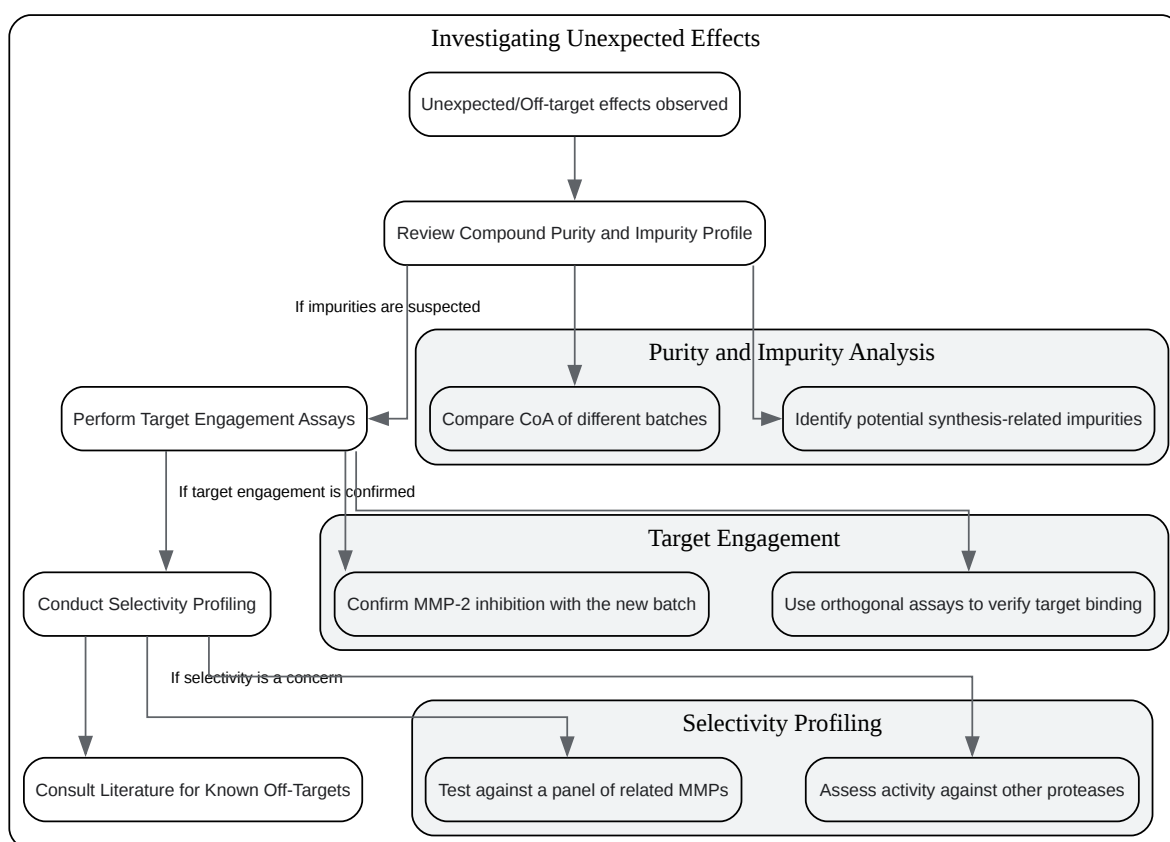 Investigating Unexpected Effects
Unexpected/Off-target effects observed
Review Compound Purity and Impurity Profile
If impurities are suspected
Purity and Impurity Analysis
Perform Target Engagement Assays
Compare CoA of different batches
Identify potential synthesis-related impurities
If target engagement is confirmed
Target Engagement
Conduct Selectivity Profiling
Confirm MMP-2 inhibition with the new batch
Use orthogonal assays to verify target binding
If selectivity is a concern
Selectivity Profiling
Consult Literature for Known Off-Targets
Test against a panel of related MMPs
Assess activity against other proteases